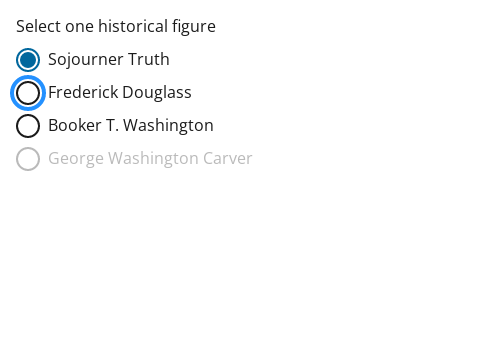 Select one historical figure
Sojourner Truth
Frederick Douglass
Booker T. Washington
George Washington Carver